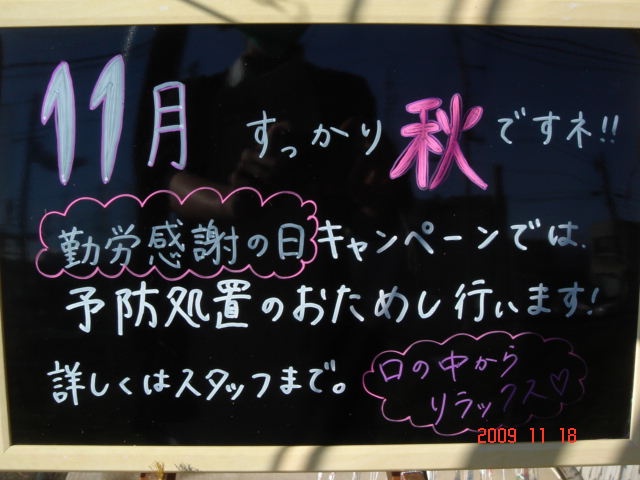 11月 すっかり秋ですネ!!
勤労感謝の日キャンペーンでは、
予防処置のおためし行います!
詳しくはスタッフまで。
口の中から
リラックス♡
2009 11 18